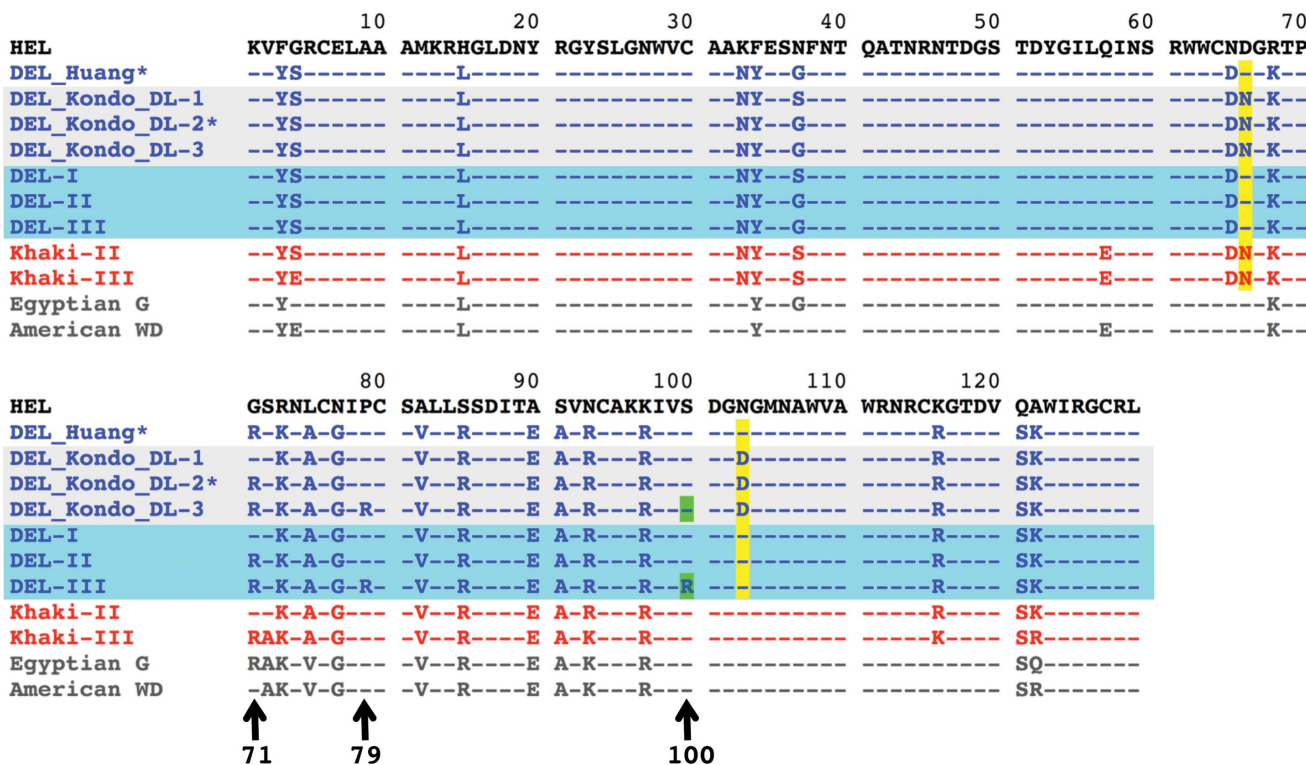 10 20 30 40 50 60 70
HEL KVFGRCELAA AMKRHGLDNY RGYSLGNWVC AAKFESNFNT QATNRNTDGS TDYGILQINS RWWCNDGRTP
DEL_Huang* --YS------ ----L----- ---------- --NY--G--- ---------- ---------- ----D--K--
DEL_Kondo_DL-1 --YS------ ----L----- ---------- --NY--S--- ---------- ---------- ----DN-K--
DEL_Kondo_DL-2* --YS------ ----L----- ---------- --NY--G--- ---------- ---------- ----DN-K--
DEL_Kondo_DL-3 --YS------ ----L----- ---------- --NY--G--- ---------- ---------- ----DN-K--
DEL-I --YS------ ----L----- ---------- --NY--S--- ---------- ---------- ----D--K--
DEL-II --YS------ ----L----- ---------- --NY--G--- ---------- ---------- ----D--K--
DEL-III --YS------ ----L----- ---------- --NY--G--- ---------- ---------- ----D--K--
Khaki-II --YS------ ----L----- ---------- --NY--S--- ---------- ------E--- ----DN-K--
Khaki-III --YE------ ----L----- ---------- --NY--S--- ---------- ------E--- ----DN-K--
Egyptian G --Y------- ----L----- ---------- ---Y--G--- ---------- ---------- -------K--
American WD --YE------ ----L----- ---------- ---Y------ ---------- ------E--- -------K--
80 90 100 110 120
HEL GSRNLCNIPC SALLSSDITA SVNCAKKIVS DGNGMNAWVA WRNRCKGTDV QAWIRGCRL
DEL_Huang* R-K-A-G--- -V--R----E A-R---R--- ---------- -----R---- SK-------
DEL_Kondo_DL-1 --K-A-G--- -V--R----E A-R---R--- --D------- -----R---- SK-------
DEL_Kondo_DL-2* R-K-A-G--- -V--R----E A-R---R--- --D------- -----R---- SK-------
DEL_Kondo_DL-3 R-K-A-G-R- -V--R----E A-R---R--- --D------- -----R---- SK-------
DEL-I --K-A-G--- -V--R----E A-R---R--- ---------- -----R---- SK-------
DEL-II R-K-A-G--- -V--R----E A-R---R--- ---------- -----R---- SK-------
DEL-III R-K-A-G-R- -V--R----E A-R---R--R ---------- -----R---- SK-------
Khaki-II --K-A-G--- -V--R----E A-R---R--- ---------- -----R---- SK-------
Khaki-III RAK-A-G--- -V--R----E A-K---R--- ---------- -----K---- SR-------
Egyptian G RAK-V-G--- -V--R----E A-R---R--- ---------- ---------- SQ-------
American WD -AK-V-G--- -V--R----E A-K---R--- ---------- ---------- SR-------
71 79 100